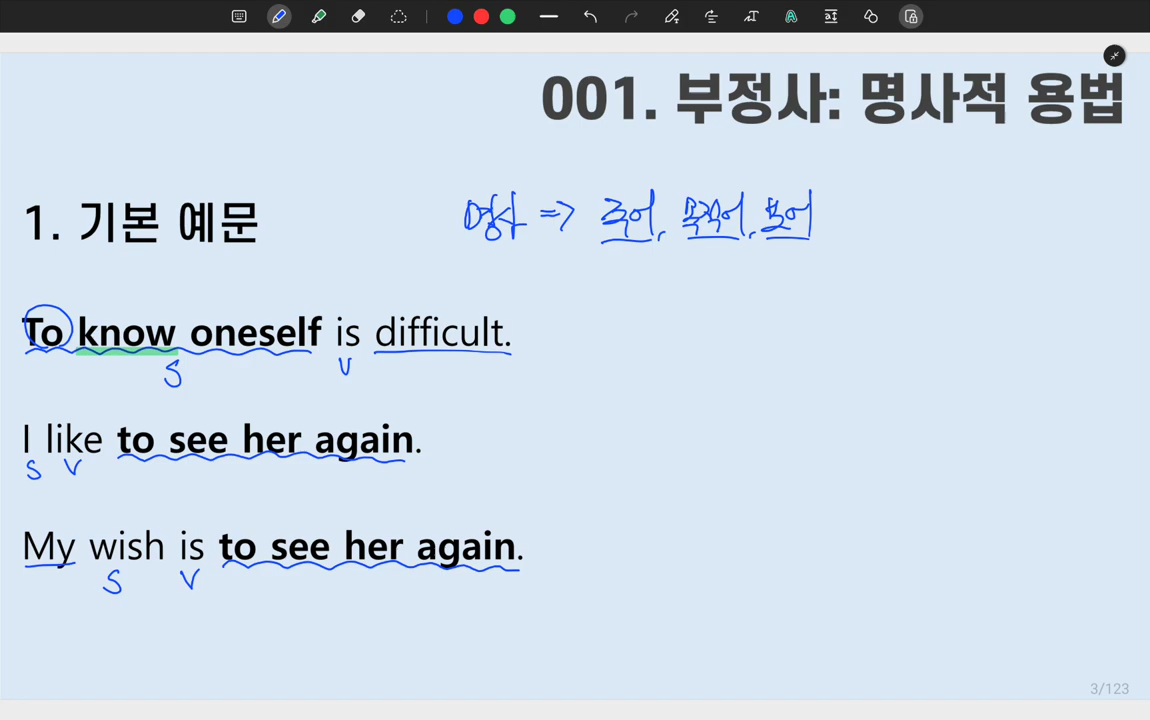 001. 부정사: 명사적 용법
1. 기본 예문
명사 => 주어, 목적어, 보어
To know oneself is difficult.
S V
I like to see her again.
S V
My wish is to see her again.
S V
3/123